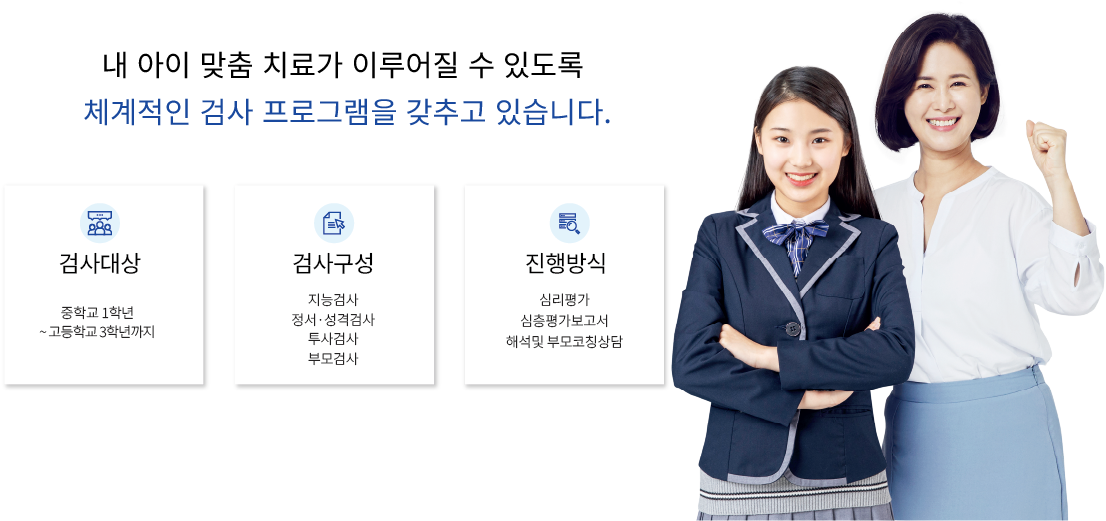 내 아이 맞춤 치료가 이루어질 수 있도록
체계적인 검사 프로그램을 갖추고 있습니다.
검사대상
중학교 1학년
~ 고등학교 3학년까지
검사구성
지능검사
정서·성격검사
투사검사
부모검사
진행방식
심리평가
심층평가보고서
해석및 부모코칭상담